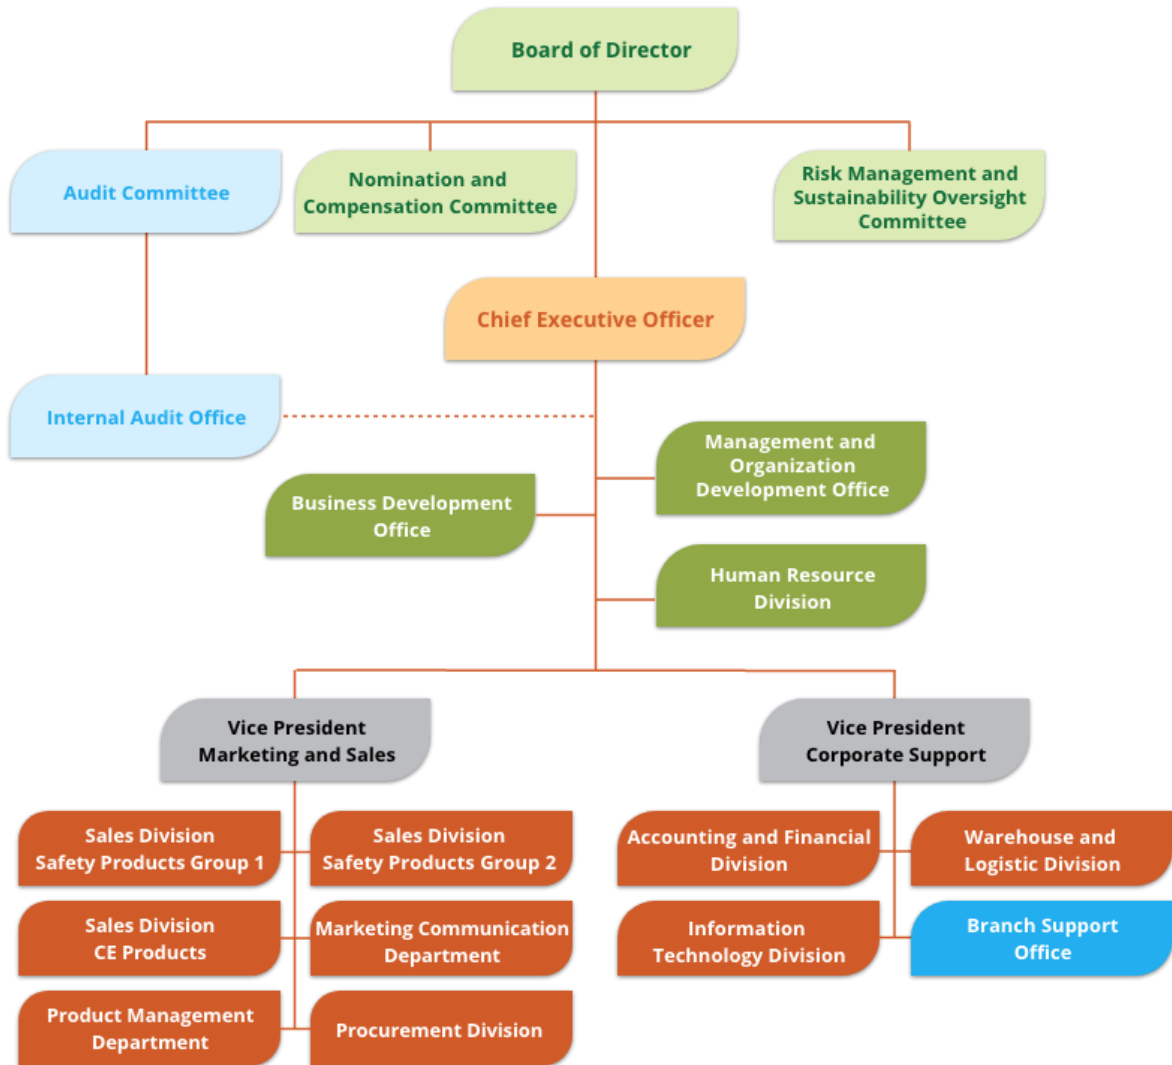 Board of Director
Audit Committee
Nomination and
Compensation Committee
Risk Management and
Sustainability Oversight
Committee
Chief Executive Officer
Internal Audit Office
Management and
Organization
Development Office
Business Development
Office
Human Resource
Division
Vice President
Marketing and Sales
Vice President
Corporate Support
Sales Division
Safety Products Group 1
Sales Division
Safety Products Group 2
Accounting and Financial
Division
Warehouse and
Logistic Division
Sales Division
CE Products
Marketing Communication
Department
Information
Technology Division
Branch Support
Office
Product Management
Department
Procurement Division